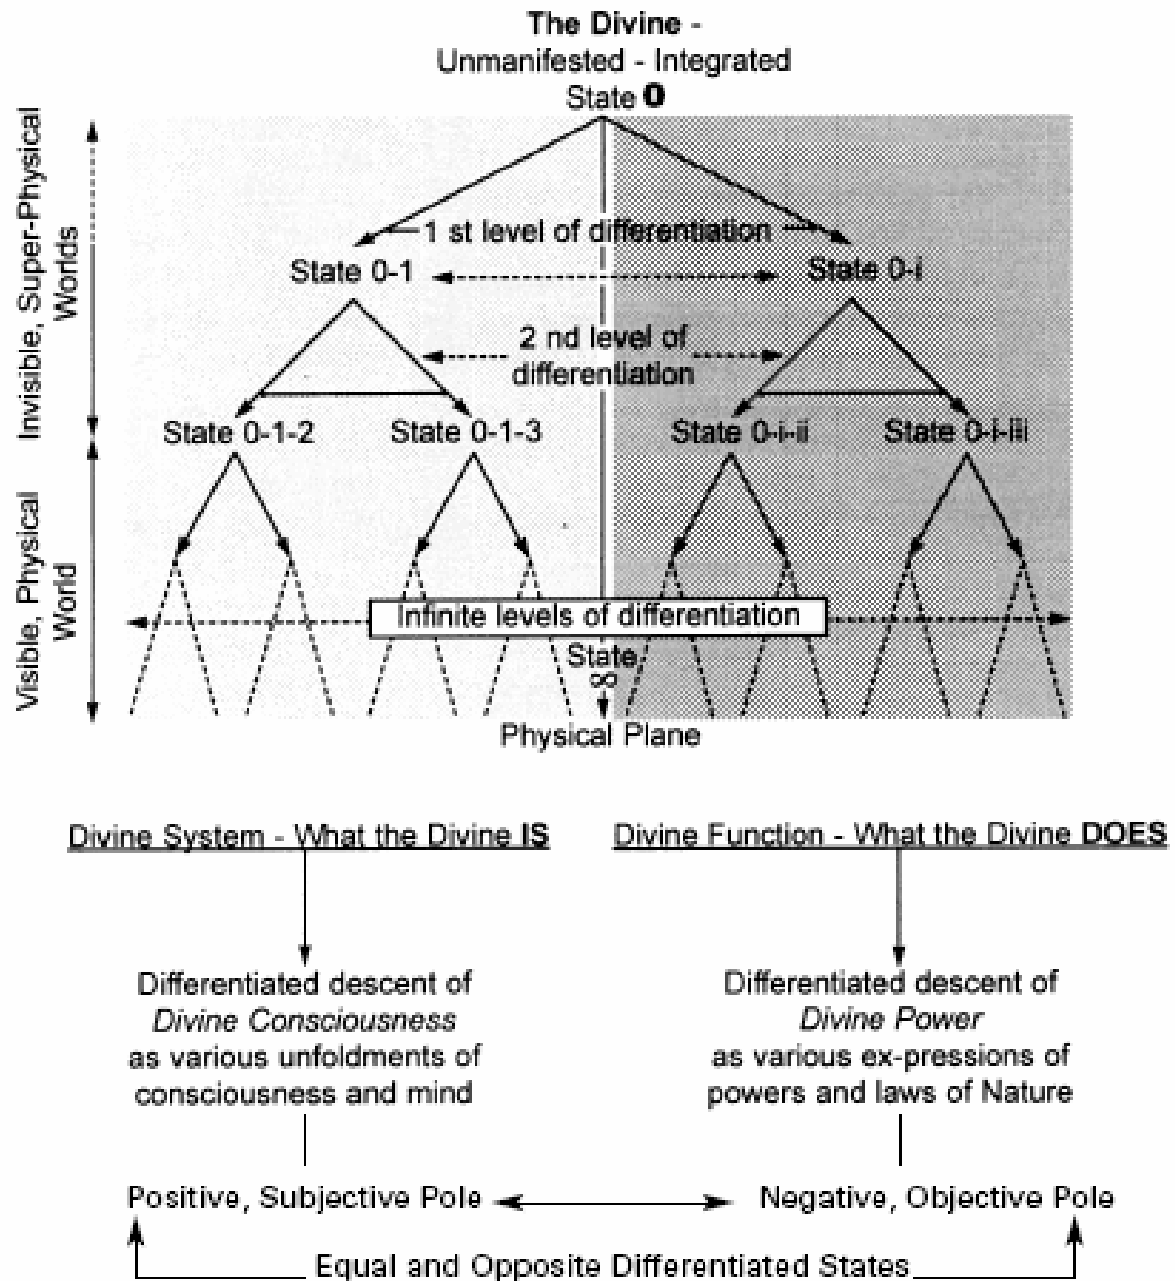 The Divine -
Unmanifested - Integrated
State 0
Invisible, Super-Physical
Worlds
1 st level of differentiation
State 0-1
State 0-i
2 nd level of
differentiation
State 0-1-2
State 0-1-3
State 0-i-ii
State 0-i-iii
Visible, Physical
World
Infinite levels of differentiation
State
∞
Physical Plane
Divine System - What the Divine IS
Divine Function - What the Divine DOES
Differentiated descent of
Divine Consciousness
as various unfoldments of
consciousness and mind
Differentiated descent of
Divine Power
as various ex-pressions of
powers and laws of Nature
Positive, Subjective Pole
Negative, Objective Pole
Equal and Opposite Differentiated States